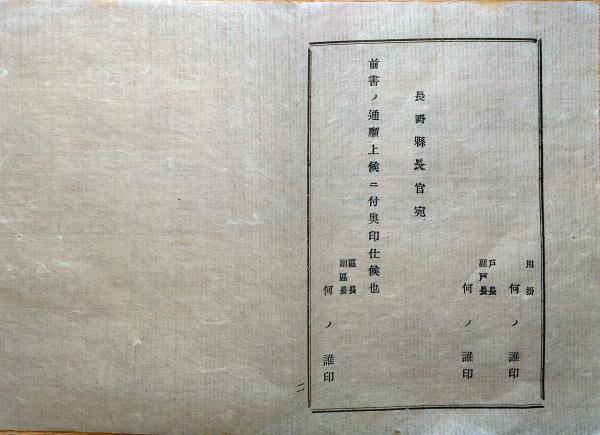 用掛
何ノ誰印
戸長
副戸長
何ノ誰印
長野縣長官宛
前書ノ通願上候ニ付奥印仕候也
區長
副區長
何ノ誰印
二